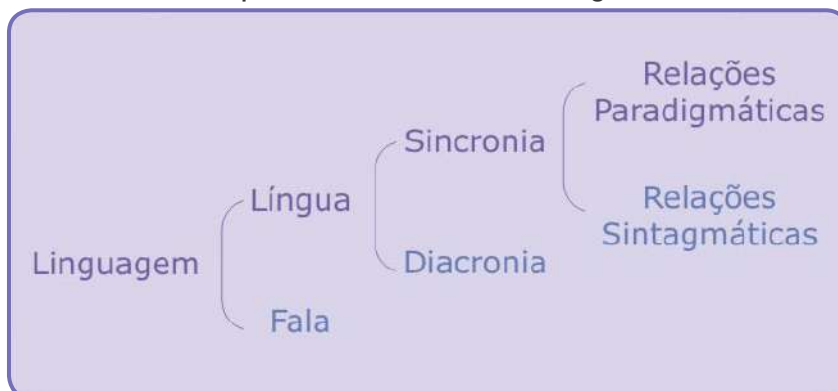 Relações
Paradigmáticas
Sincronia
Língua
Relações
Sintagmáticas
Linguagem
Diacronia
Fala